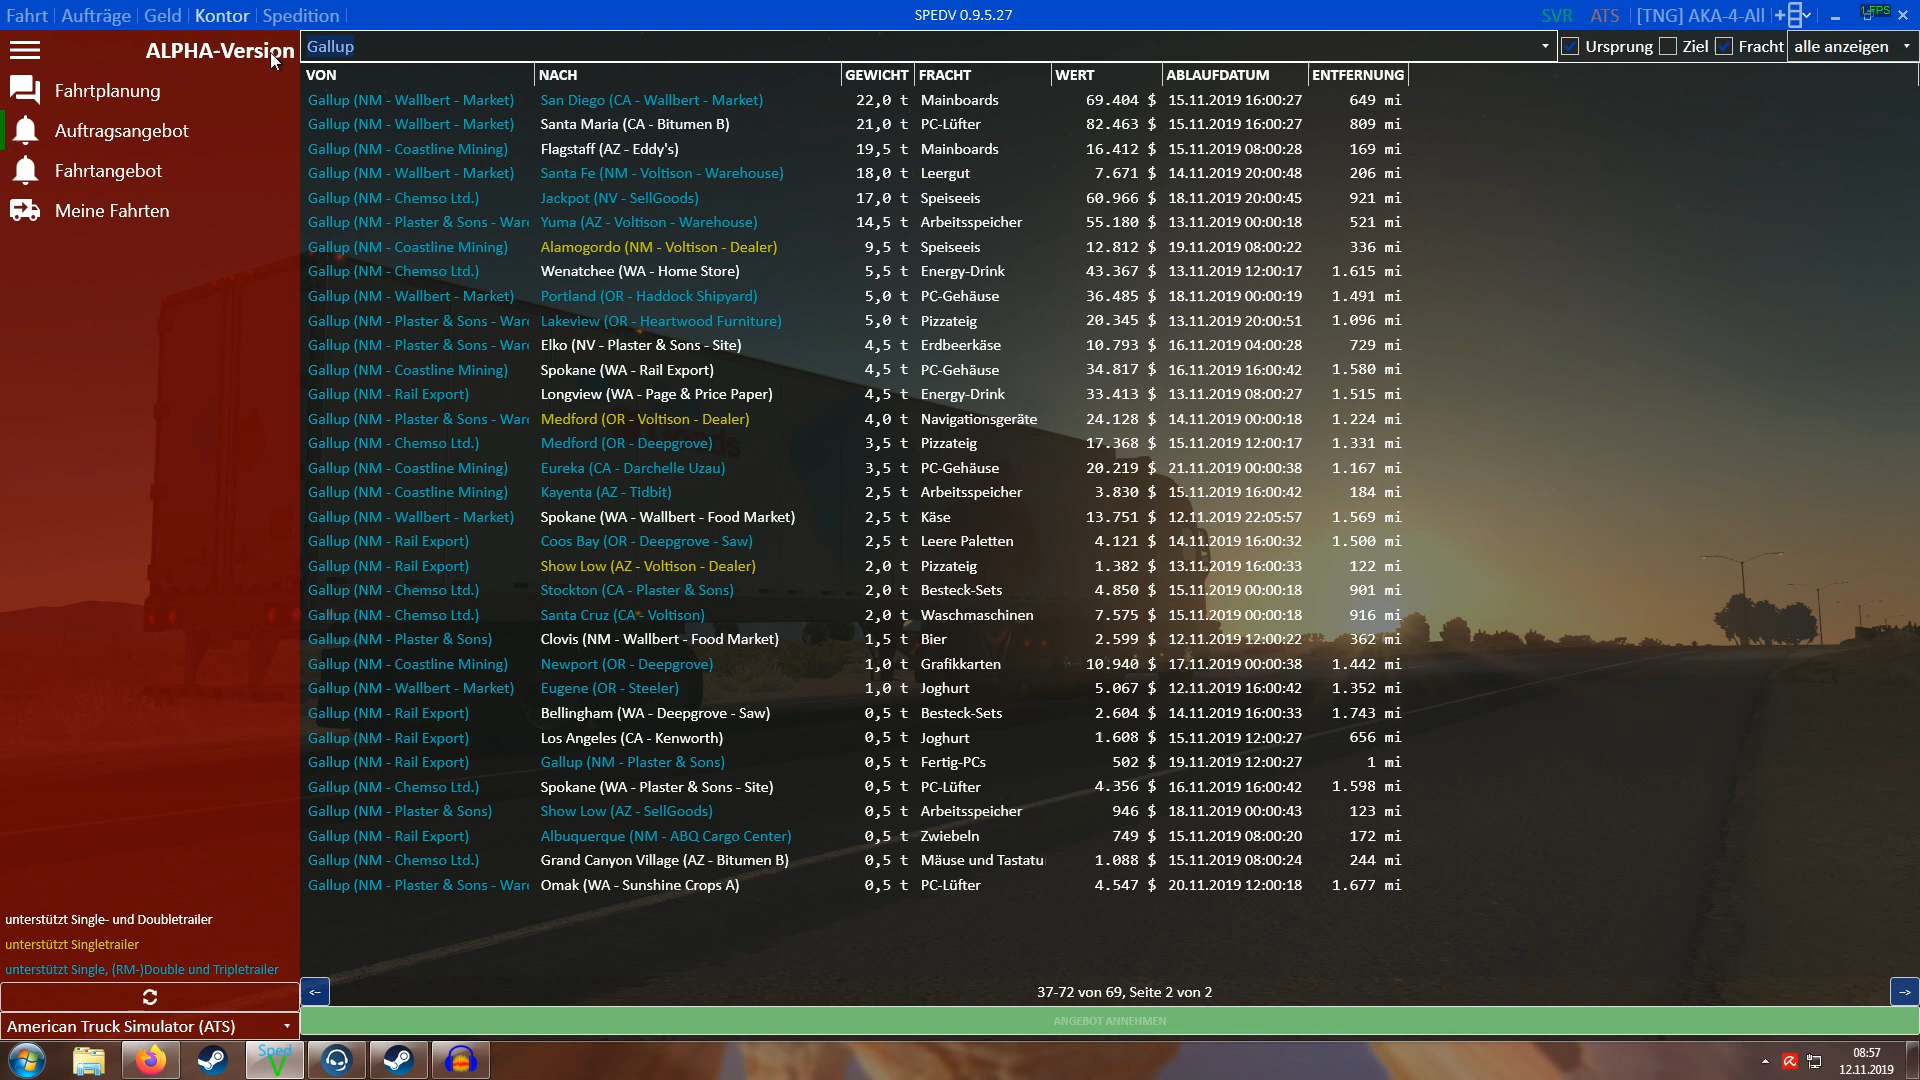 Fahrt Aufträge Geld Kontor Spedition
SPEDV 0.9.5.27
SVR ATS [TNG] AKA-4-All
1 FPS
ALPHA-Version
Fahrtplanung
Auftragsangebot
Fahrtangebot
Meine Fahrten
Gallup
Ursprung Ziel Fracht alle anzeigen
VON NACH GEWICHT FRACHT WERT ABLAUFDATUM ENTFERNUNG
Gallup (NM - Wallbert - Market) San Diego (CA - Wallbert - Market) 22,0 t Mainboards 69.404 $ 15.11.2019 16:00:27 649 mi
Gallup (NM - Wallbert - Market) Santa Maria (CA - Bitumen B) 21,0 t PC-Lüfter 82.463 $ 15.11.2019 16:00:27 809 mi
Gallup (NM - Coastline Mining) Flagstaff (AZ - Eddy's) 19,5 t Mainboards 16.412 $ 15.11.2019 08:00:28 169 mi
Gallup (NM - Wallbert - Market) Santa Fe (NM - Voltison - Warehouse) 18,0 t Leergut 7.671 $ 14.11.2019 20:00:48 206 mi
Gallup (NM - Chemso Ltd.) Jackpot (NV - SellGoods) 17,0 t Speiseeis 60.966 $ 18.11.2019 20:00:45 921 mi
Gallup (NM - Plaster & Sons - Ware Yuma (AZ - Voltison - Warehouse) 14,5 t Arbeitsspeicher 55.180 $ 13.11.2019 00:00:18 521 mi
Gallup (NM - Coastline Mining) Alamogordo (NM - Voltison - Dealer) 9,5 t Speiseeis 12.812 $ 19.11.2019 08:00:22 336 mi
Gallup (NM - Chemso Ltd.) Wenatchee (WA - Home Store) 5,5 t Energy-Drink 43.367 $ 13.11.2019 12:00:17 1.615 mi
Gallup (NM - Wallbert - Market) Portland (OR - Haddock Shipyard) 5,0 t PC-Gehäuse 36.485 $ 18.11.2019 00:00:19 1.491 mi
Gallup (NM - Plaster & Sons - Ware Lakeview (OR - Heartwood Furniture) 5,0 t Pizzateig 20.345 $ 13.11.2019 20:00:51 1.096 mi
Gallup (NM - Plaster & Sons - Ware Elko (NV - Plaster & Sons - Site) 4,5 t Erdbeerkäse 10.793 $ 16.11.2019 04:00:28 729 mi
Gallup (NM - Coastline Mining) Spokane (WA - Rail Export) 4,5 t PC-Gehäuse 34.817 $ 16.11.2019 16:00:42 1.580 mi
Gallup (NM - Rail Export) Longview (WA - Page & Price Paper) 4,5 t Energy-Drink 33.413 $ 13.11.2019 08:00:27 1.515 mi
Gallup (NM - Plaster & Sons - Ware Medford (OR - Voltison - Dealer) 4,0 t Navigationsgeräte 24.128 $ 14.11.2019 00:00:18 1.224 mi
Gallup (NM - Chemso Ltd.) Medford (OR - Deepgrove) 3,5 t Pizzateig 17.368 $ 15.11.2019 12:00:17 1.331 mi
Gallup (NM - Coastline Mining) Eureka (CA - Darchelle Uzau) 3,5 t PC-Gehäuse 20.219 $ 21.11.2019 00:00:38 1.167 mi
Gallup (NM - Coastline Mining) Kayenta (AZ - Tidbit) 2,5 t Arbeitsspeicher 3.830 $ 15.11.2019 16:00:42 184 mi
Gallup (NM - Wallbert - Market) Spokane (WA - Wallbert - Food Market) 2,5 t Käse 13.751 $ 12.11.2019 22:05:57 1.569 mi
Gallup (NM - Rail Export) Coos Bay (OR - Deepgrove - Saw) 2,5 t Leere Paletten 4.121 $ 14.11.2019 16:00:32 1.500 mi
Gallup (NM - Rail Export) Show Low (AZ - Voltison - Dealer) 2,0 t Pizzateig 1.382 $ 13.11.2019 16:00:33 122 mi
Gallup (NM - Chemso Ltd.) Stockton (CA - Plaster & Sons) 2,0 t Besteck-Sets 4.850 $ 15.11.2019 00:00:18 901 mi
Gallup (NM - Chemso Ltd.) Santa Cruz (CA - Voltison) 2,0 t Waschmaschinen 7.575 $ 15.11.2019 00:00:18 916 mi
Gallup (NM - Plaster & Sons) Clovis (NM - Wallbert - Food Market) 1,5 t Bier 2.599 $ 12.11.2019 12:00:22 362 mi
Gallup (NM - Coastline Mining) Newport (OR - Deepgrove) 1,0 t Grafikkarten 10.940 $ 17.11.2019 00:00:38 1.442 mi
Gallup (NM - Wallbert - Market) Eugene (OR - Steeler) 1,0 t Joghurt 5.067 $ 12.11.2019 16:00:42 1.352 mi
Gallup (NM - Rail Export) Bellingham (WA - Deepgrove - Saw) 0,5 t Besteck-Sets 2.604 $ 14.11.2019 16:00:33 1.743 mi
Gallup (NM - Rail Export) Los Angeles (CA - Kenworth) 0,5 t Joghurt 1.608 $ 15.11.2019 12:00:27 656 mi
Gallup (NM - Rail Export) Gallup (NM - Plaster & Sons) 0,5 t Fertig-PCs 502 $ 19.11.2019 12:00:27 1 mi
Gallup (NM - Chemso Ltd.) Spokane (WA - Plaster & Sons - Site) 0,5 t PC-Lüfter 4.356 $ 16.11.2019 16:00:42 1.598 mi
Gallup (NM - Plaster & Sons) Show Low (AZ - SellGoods) 0,5 t Arbeitsspeicher 946 $ 18.11.2019 00:00:43 123 mi
Gallup (NM - Rail Export) Albuquerque (NM - ABQ Cargo Center) 0,5 t Zwiebeln 749 $ 15.11.2019 08:00:20 172 mi
Gallup (NM - Chemso Ltd.) Grand Canyon Village (AZ - Bitumen B) 0,5 t Mäuse und Tastatu 1.088 $ 15.11.2019 08:00:24 244 mi
Gallup (NM - Plaster & Sons - Ware Omak (WA - Sunshine Crops A) 0,5 t PC-Lüfter 4.547 $ 20.11.2019 12:00:18 1.677 mi
unterstützt Single- und Doubletrailer
unterstützt Singletrailer
unterstützt Single, (RM-)Double und Tripletrailer
<-- 37-72 von 69, Seite 2 von 2 -->
American Truck Simulator (ATS)
ANGEBOT ANNEHMEN
Sped V
08:57
12.11.2019